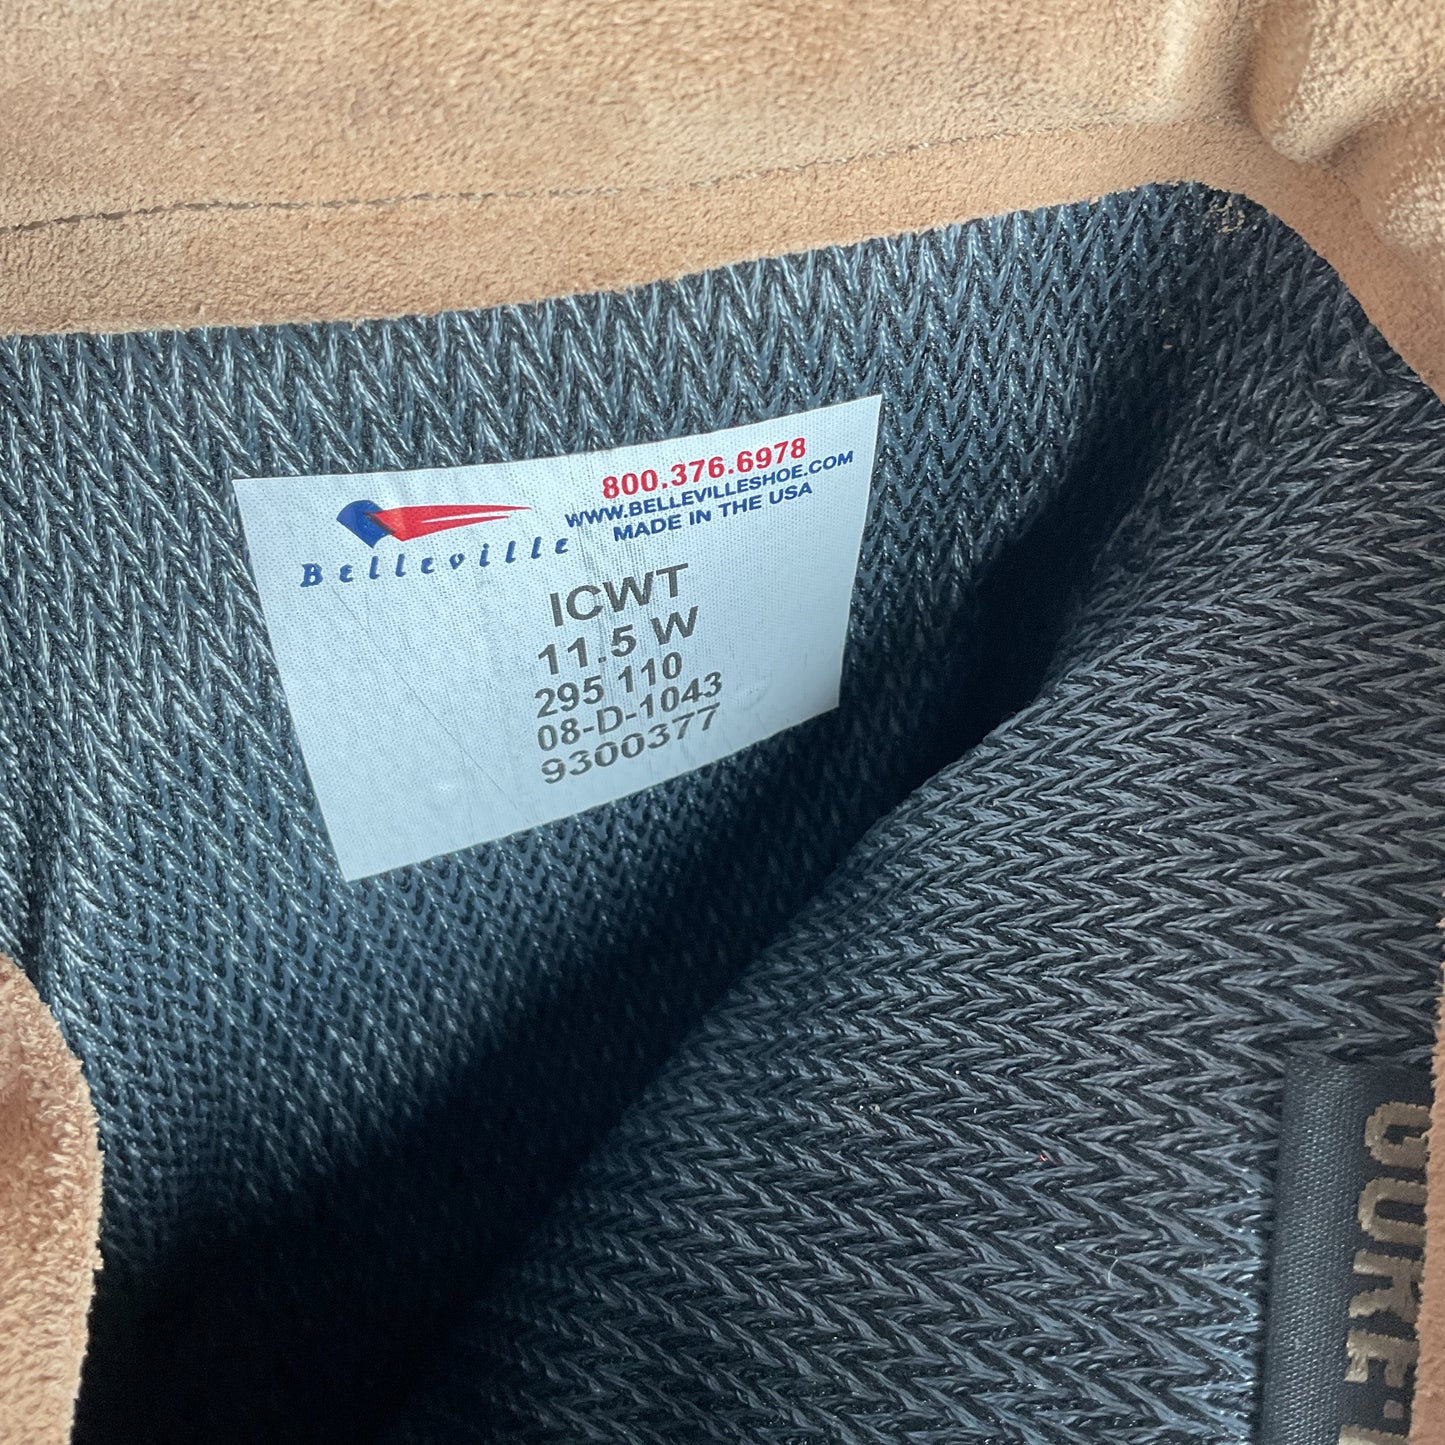 800.376.6978
WWW.BELLEVILLESHOE.COM
MADE IN THE USA
Belleville
ICWT
11.5 W
295 110
08-D-1043
9300377